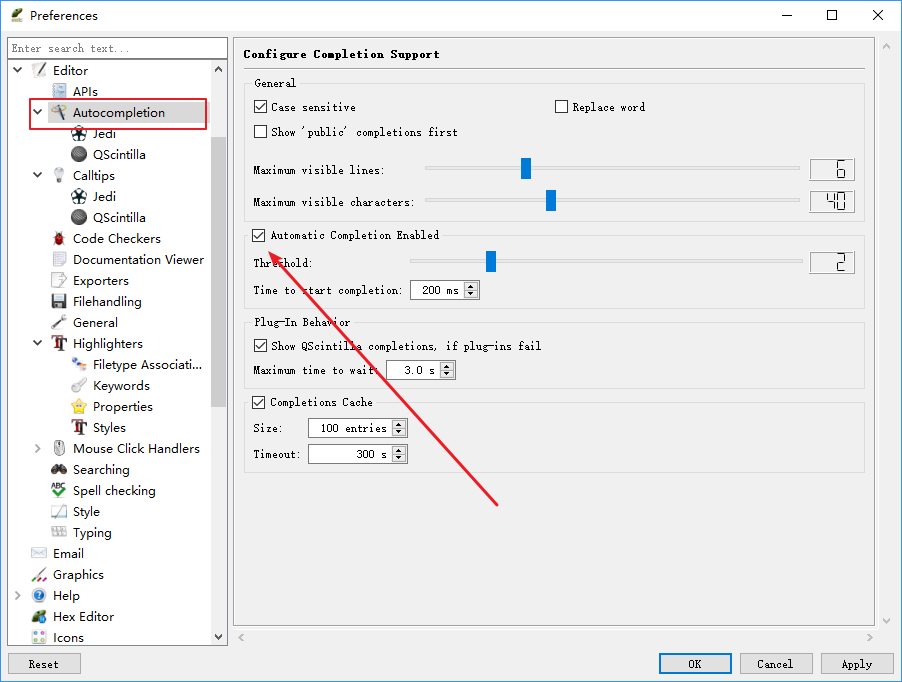 Preferences
Enter search text...
Editor
APIs
Autocompletion
Jedi
QScintilla
Calltips
Jedi
QScintilla
Code Checkers
Documentation Viewer
Exporters
Filehandling
General
Highlighters
Filetype Associati...
Keywords
Properties
Styles
Mouse Click Handlers
Searching
Spell checking
Style
Typing
Email
Graphics
Help
Hex Editor
Icons
Configure Completion Support
General
Case sensitive
Replace word
Show 'public' completions first
Maximum visible lines: 6
Maximum visible characters: 40
Automatic Completion Enabled
Threshold: 2
Time to start completion: 200 ms
Plug-In Behavior
Show QScintilla completions, if plug-ins fail
Maximum time to wait: 3.0 s
Completions Cache
Size: 100 entries
Timeout: 300 s
Reset
OK
Cancel
Apply